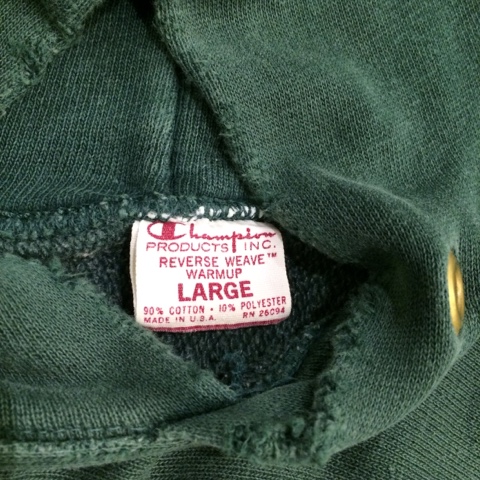 Champion
PRODUCTS INC.
REVERSE WEAVE™
WARMUP
LARGE
90% COTTON • 10% POLYESTER
MADE IN U.S.A. RN 26094